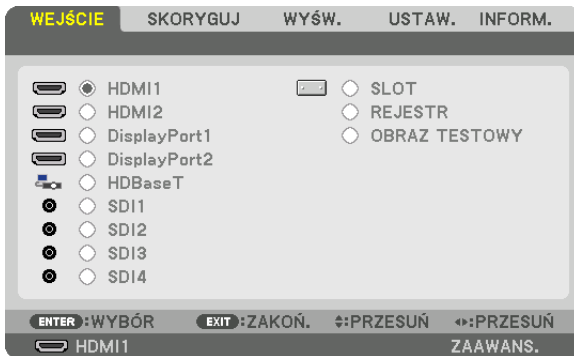 WEJŚCIE SKORYGUJ WYŚW. USTAW. INFORM.
HDMI1 SLOT
HDMI2 REJESTR
DisplayPort1 OBRAZ TESTOWY
DisplayPort2
HDBaseT
SDI1
SDI2
SDI3
SDI4
ENTER :WYBÓR EXIT :ZAKOŃ. :PRZESUŃ :PRZESUŃ
HDMI1 ZAAWANS.